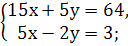 15x + 5y = 64,
5x − 2y = 3;